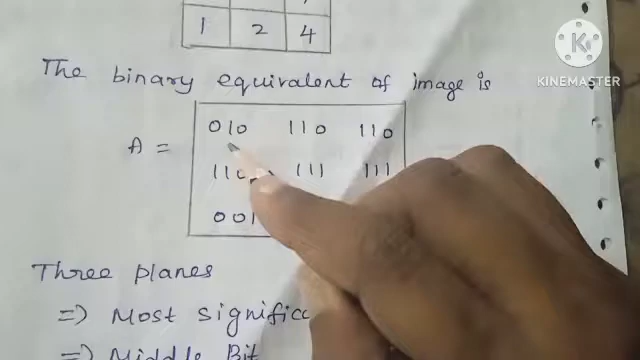 1 2 4
The binary equivalent of image is
KINEMASTER
A =
010 110 110
110 111 111
001
Three planes
=> Most
=> Middle Bit